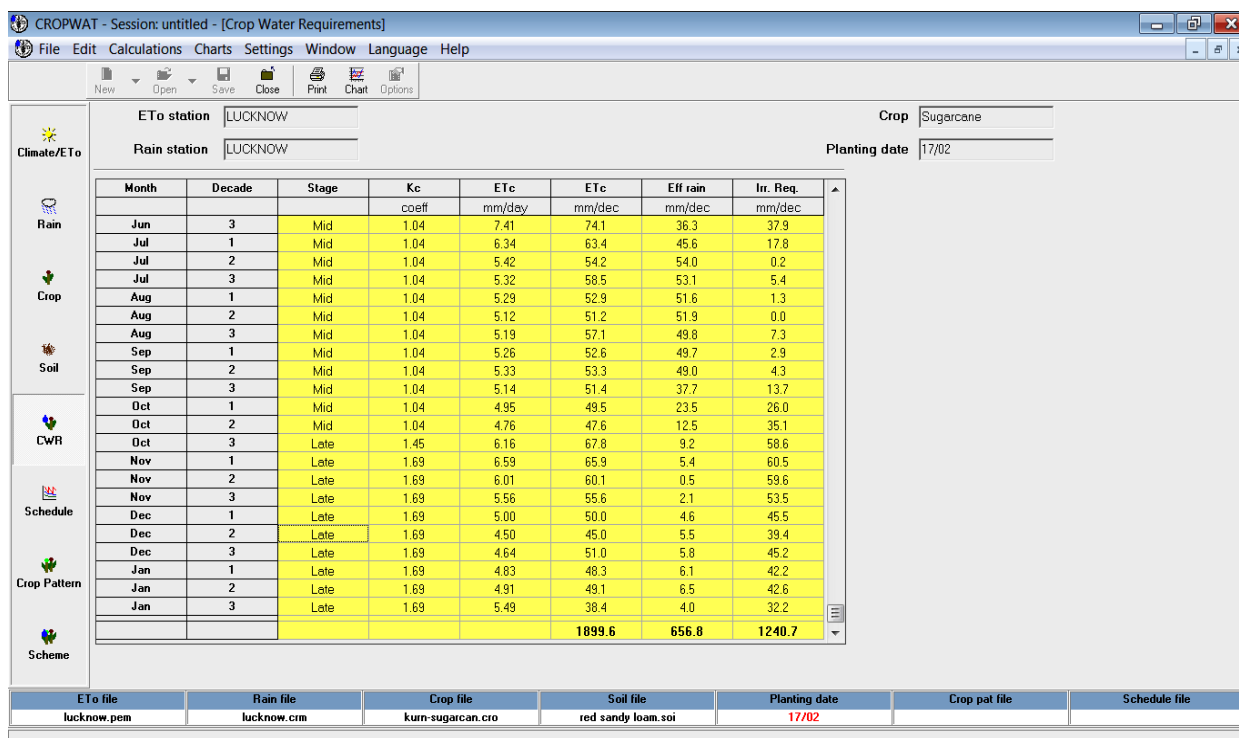 CROPWAT - Session: untitled - [Crop Water Requirements]
File Edit Calculations Charts Settings Window Language Help
New Open Save Close Print Chart Options
ETo station LUCKNOW Crop Sugarcane
Rain station LUCKNOW Planting date 17/02
Climate/ETo
Rain
Crop
Soil
CWR
Schedule
Crop Pattern
Scheme
Month Decade Stage Kc ETc ETc Eff rain Irr. Req.
coeff mm/day mm/dec mm/dec mm/dec
Jun 3 Mid 1.04 7.41 74.1 36.3 37.9
Jul 1 Mid 1.04 6.34 63.4 45.6 17.8
Jul 2 Mid 1.04 5.42 54.2 54.0 0.2
Jul 3 Mid 1.04 5.32 58.5 53.1 5.4
Aug 1 Mid 1.04 5.29 52.9 51.6 1.3
Aug 2 Mid 1.04 5.12 51.2 51.9 0.0
Aug 3 Mid 1.04 5.19 57.1 49.8 7.3
Sep 1 Mid 1.04 5.26 52.6 49.7 2.9
Sep 2 Mid 1.04 5.33 53.3 49.0 4.3
Sep 3 Mid 1.04 5.14 51.4 37.7 13.7
Oct 1 Mid 1.04 4.95 49.5 23.5 26.0
Oct 2 Mid 1.04 4.76 47.6 12.5 35.1
Oct 3 Late 1.45 6.16 67.8 9.2 58.6
Nov 1 Late 1.69 6.59 65.9 5.4 60.5
Nov 2 Late 1.69 6.01 60.1 0.5 59.6
Nov 3 Late 1.69 5.56 55.6 2.1 53.5
Dec 1 Late 1.69 5.00 50.0 4.6 45.5
Dec 2 Late 1.69 4.50 45.0 5.5 39.4
Dec 3 Late 1.69 4.64 51.0 5.8 45.2
Jan 1 Late 1.69 4.83 48.3 6.1 42.2
Jan 2 Late 1.69 4.91 49.1 6.5 42.6
Jan 3 Late 1.69 5.49 38.4 4.0 32.2
1899.6 656.8 1240.7
ETo file Rain file Crop file Soil file Planting date Crop pat file Schedule file
lucknow.pem lucknow.crm kurn-sugarcan.cro red sandy loam.soi 17/02